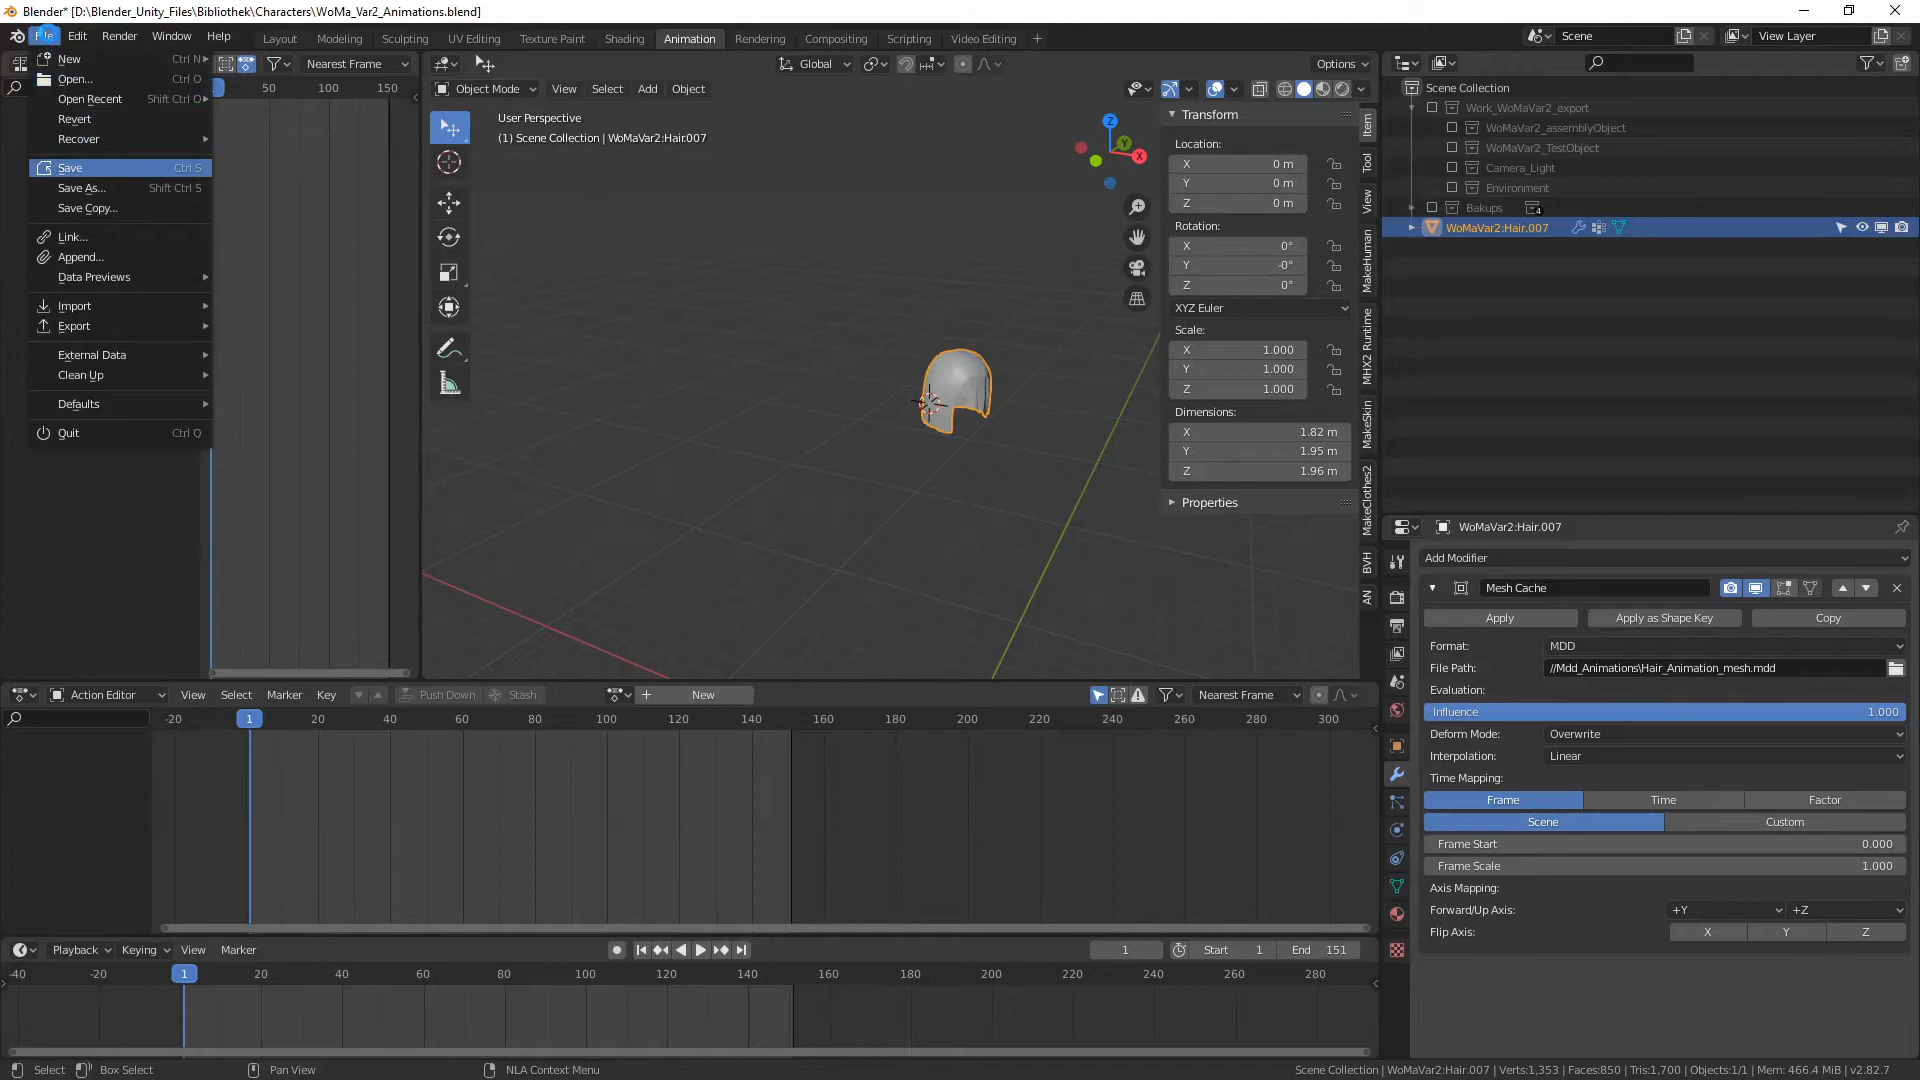 Blender* [D:\Blender_Unity_Files\Bibliothek\Characters\WoMa_Var2_Animations.blend]
File Edit Render Window Help
Layout Modeling Sculpting UV Editing Texture Paint Shading Animation Rendering Compositing Scripting Video Editing +
Scene
View Layer
New Ctrl N
Open... Ctrl O
Open Recent Shift Ctrl O
Revert
Recover
Save Ctrl S
Save As... Shift Ctrl S
Save Copy...
Link...
Append...
Data Previews
Import
Export
External Data
Clean Up
Defaults
Quit Ctrl Q
Nearest Frame
50 100 150
Global
Options
Object Mode View Select Add Object
User Perspective
(1) Scene Collection | WoMaVar2:Hair.007
Z
Y
X
Transform
Location:
X 0 m
Y 0 m
Z 0 m
Rotation:
X 0°
Y -0°
Z 0°
XYZ Euler
Scale:
X 1.000
Y 1.000
Z 1.000
Dimensions:
X 1.82 m
Y 1.95 m
Z 1.96 m
Properties
Item
Tool
View
MakeHuman
MHX2 Runtime
MakeSkin
MakeClothes2
BVH
AN
Scene Collection
Work_WoMaVar2_export
WoMaVar2_assemblyObject
WoMaVar2_TestObject
Camera_Light
Environment
Bakups 4
WoMaVar2:Hair.007
WoMaVar2:Hair.007
Add Modifier
Mesh Cache
Apply Apply as Shape Key Copy
Format: MDD
File Path: //Mdd_Animations\Hair_Animation_mesh.mdd
Evaluation:
Influence 1.000
Deform Mode: Overwrite
Interpolation: Linear
Time Mapping:
Frame Time Factor
Scene Custom
Frame Start 0.000
Frame Scale 1.000
Axis Mapping:
Forward/Up Axis: +Y +Z
Flip Axis: X Y Z
Action Editor View Select Marker Key Push Down Stash + New Nearest Frame
-20 1 20 40 60 80 100 120 140 160 180 200 220 240 260 280 300
Playback Keying View Marker 1 Start 1 End 151
-40 -20 1 20 40 60 80 100 120 140 160 180 200 220 240 260 280
Select Box Select Pan View NLA Context Menu
Scene Collection | WoMaVar2:Hair.007 | Verts:1,353 | Faces:850 | Tris:1,700 | Objects:1/1 | Mem: 466.4 MiB | v2.82.7